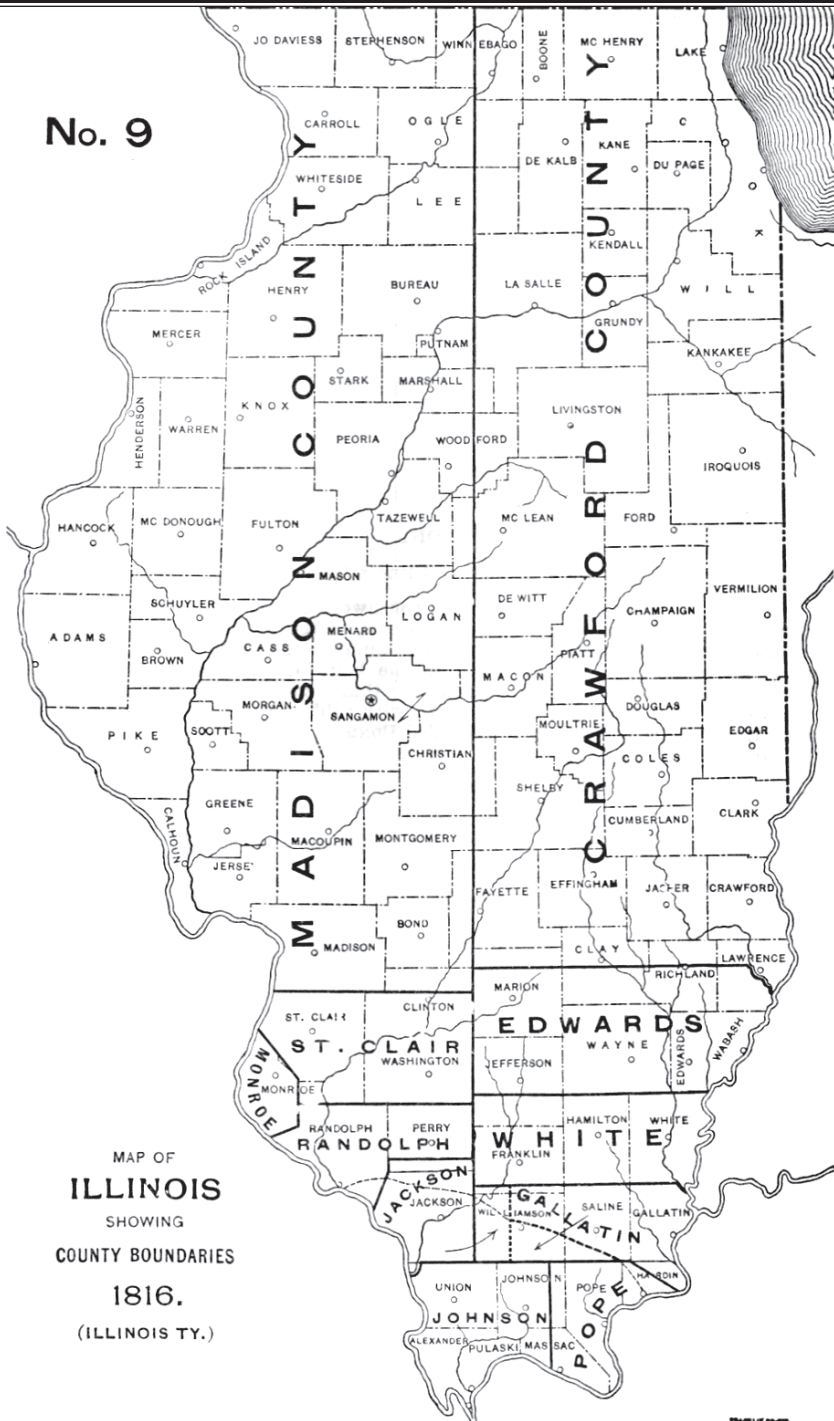 No. 9
JO DAVIESS
STEPHENSON
WINNEBAGO
BOONE
MC HENRY
LAKE
CARROLL
OGLE
DE KALB
KANE
DU PAGE
C
O
O
K
WHITESIDE
LEE
KENDALL
ROCK ISLAND
HENRY
BUREAU
LA SALLE
WILL
GRUNDY
MERCER
PUTNAM
KANKAKEE
STARK
MARSHALL
HENDERSON
WARREN
KNOX
PEORIA
WOODFORD
LIVINGSTON
IROQUOIS
HANCOCK
MC DONOUGH
FULTON
TAZEWELL
MC LEAN
FORD
MASON
VERMILION
SCHUYLER
LOGAN
DE WITT
CHAMPAIGN
ADAMS
BROWN
CASS
MENARD
PIATT
MACON
MORGAN
SANGAMON
DOUGLAS
PIKE
SCOTT
CHRISTIAN
MOULTRIE
EDGAR
COLES
SHELBY
GREENE
CUMBERLAND
CLARK
CALHOUN
MACOUPIN
MONTGOMERY
JERSEY
FAYETTE
EFFINGHAM
JASPER
CRAWFORD
BOND
MADISON
CLAY
RICHLAND
LAWRENCE
MADISON COUNTY
CRAWFORD COUNTY
MARION
ST. CLAIR
CLINTON
EDWARDS
ST. CLAIR
WASHINGTON
JEFFERSON
WAYNE
EDWARDS
WABASH
MONROE
MONROE
RANDOLPH
PERRY
RANDOLPH
HAMILTON
WHITE
WHITE
FRANKLIN
JACKSON
JACKSON
GALLATIN
WILLIAMSON
SALINE
GALLATIN
HARDIN
UNION
JOHNSON
POPE
JOHNSON
POPE
ALEXANDER
PULASKI
MASSAC
MAP OF
ILLINOIS
SHOWING
COUNTY BOUNDARIES
1816.
(ILLINOIS TY.)